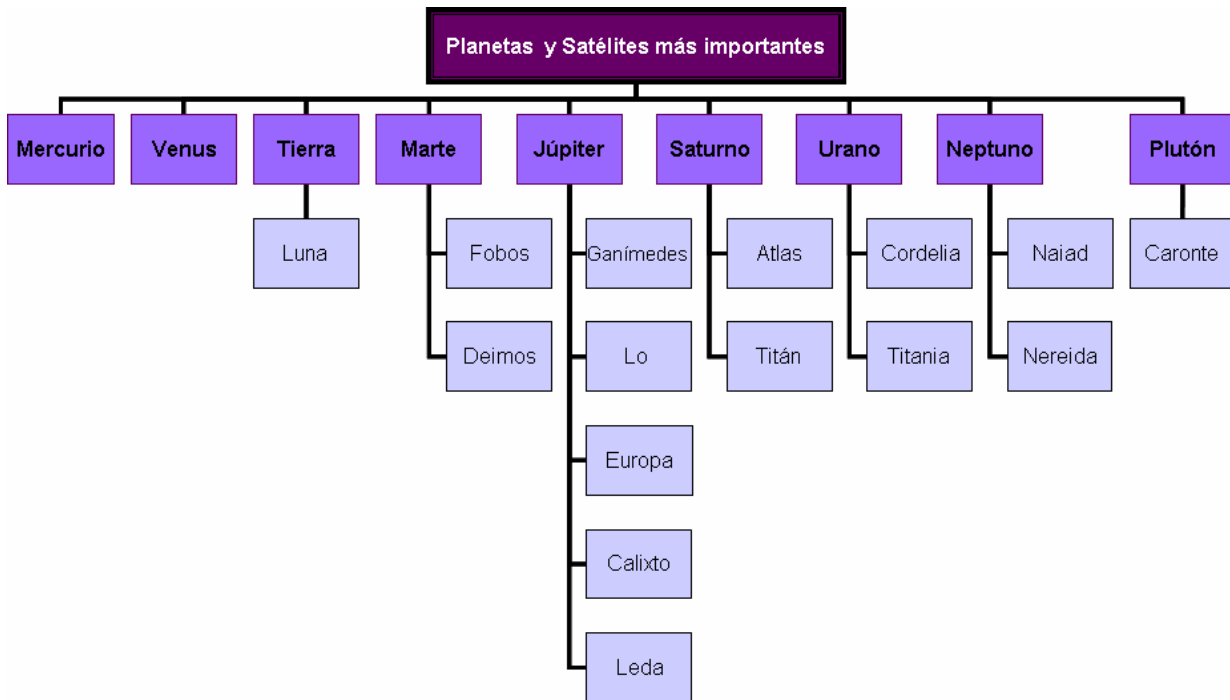 Planetas y Satélites más importantes
Mercurio
Venus
Tierra
Marte
Júpiter
Saturno
Urano
Neptuno
Plutón
Luna
Fobos
Ganímedes
Atlas
Cordelia
Naiad
Caronte
Deimos
Lo
Titán
Titania
Nereida
Europa
Calixto
Leda